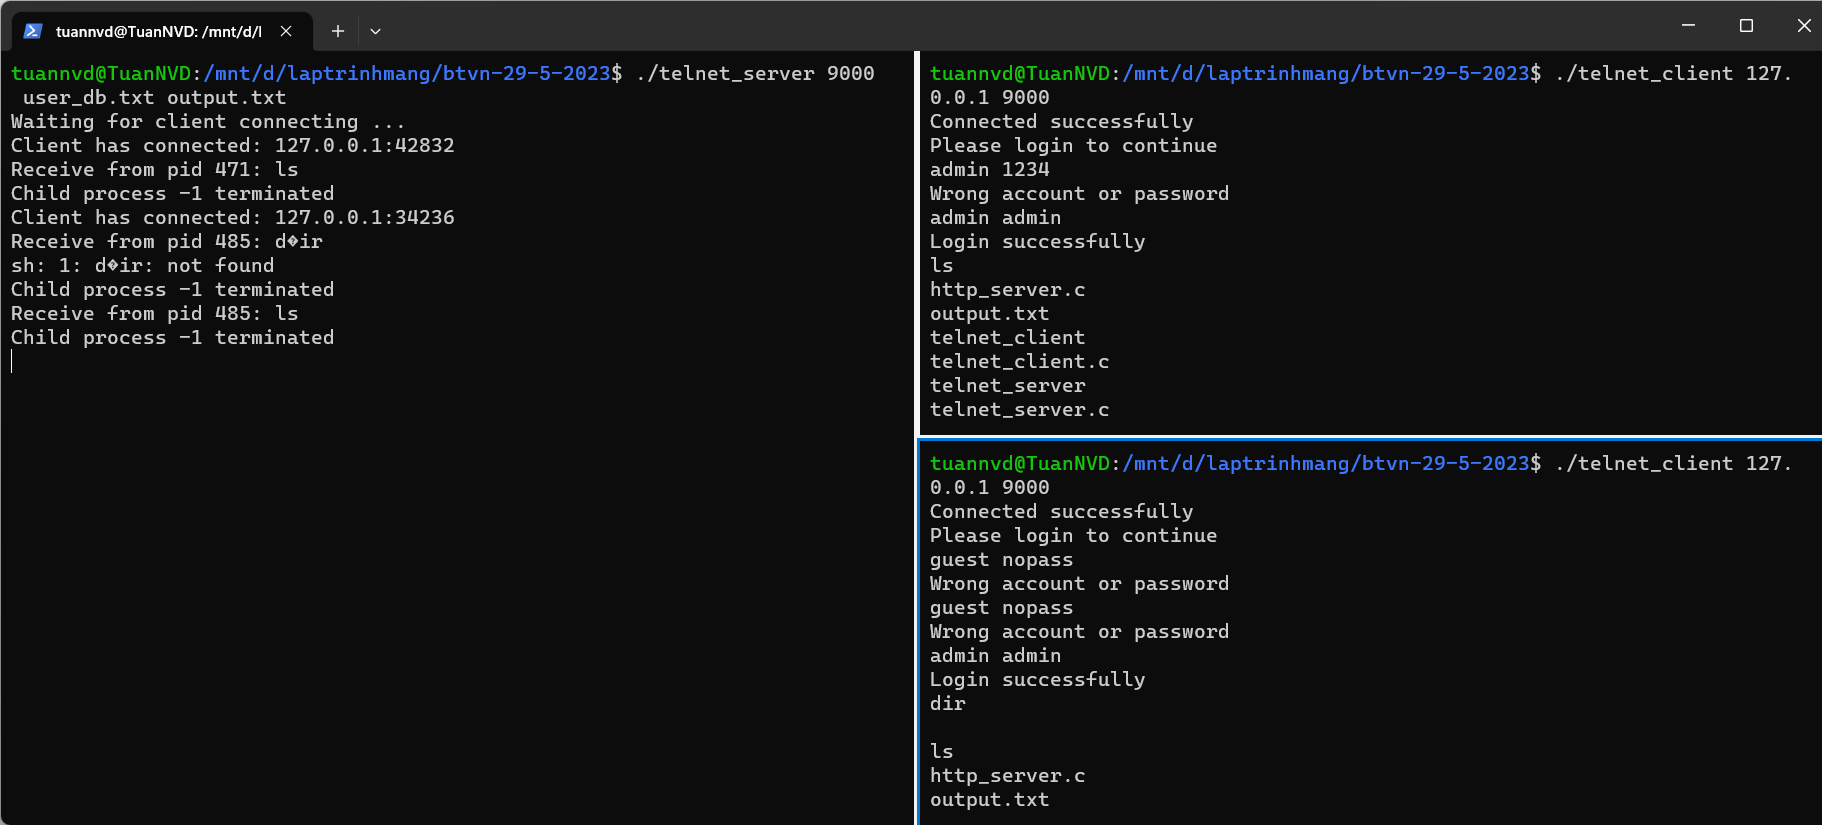 tuannvd@TuanNVD: /mnt/d/l
tuannvd@TuanNVD:/mnt/d/laptrinhmang/btvn-29-5-2023$ ./telnet_server 9000
 user_db.txt output.txt
Waiting for client connecting ...
Client has connected: 127.0.0.1:42832
Receive from pid 471: ls
Child process -1 terminated
Client has connected: 127.0.0.1:34236
Receive from pid 485: d�ir
sh: 1: d�ir: not found
Child process -1 terminated
Receive from pid 485: ls
Child process -1 terminated
tuannvd@TuanNVD:/mnt/d/laptrinhmang/btvn-29-5-2023$ ./telnet_client 127.
0.0.1 9000
Connected successfully
Please login to continue
admin 1234
Wrong account or password
admin admin
Login successfully
ls
http_server.c
output.txt
telnet_client
telnet_client.c
telnet_server
telnet_server.c
tuannvd@TuanNVD:/mnt/d/laptrinhmang/btvn-29-5-2023$ ./telnet_client 127.
0.0.1 9000
Connected successfully
Please login to continue
guest nopass
Wrong account or password
guest nopass
Wrong account or password
admin admin
Login successfully
dir
ls
http_server.c
output.txt